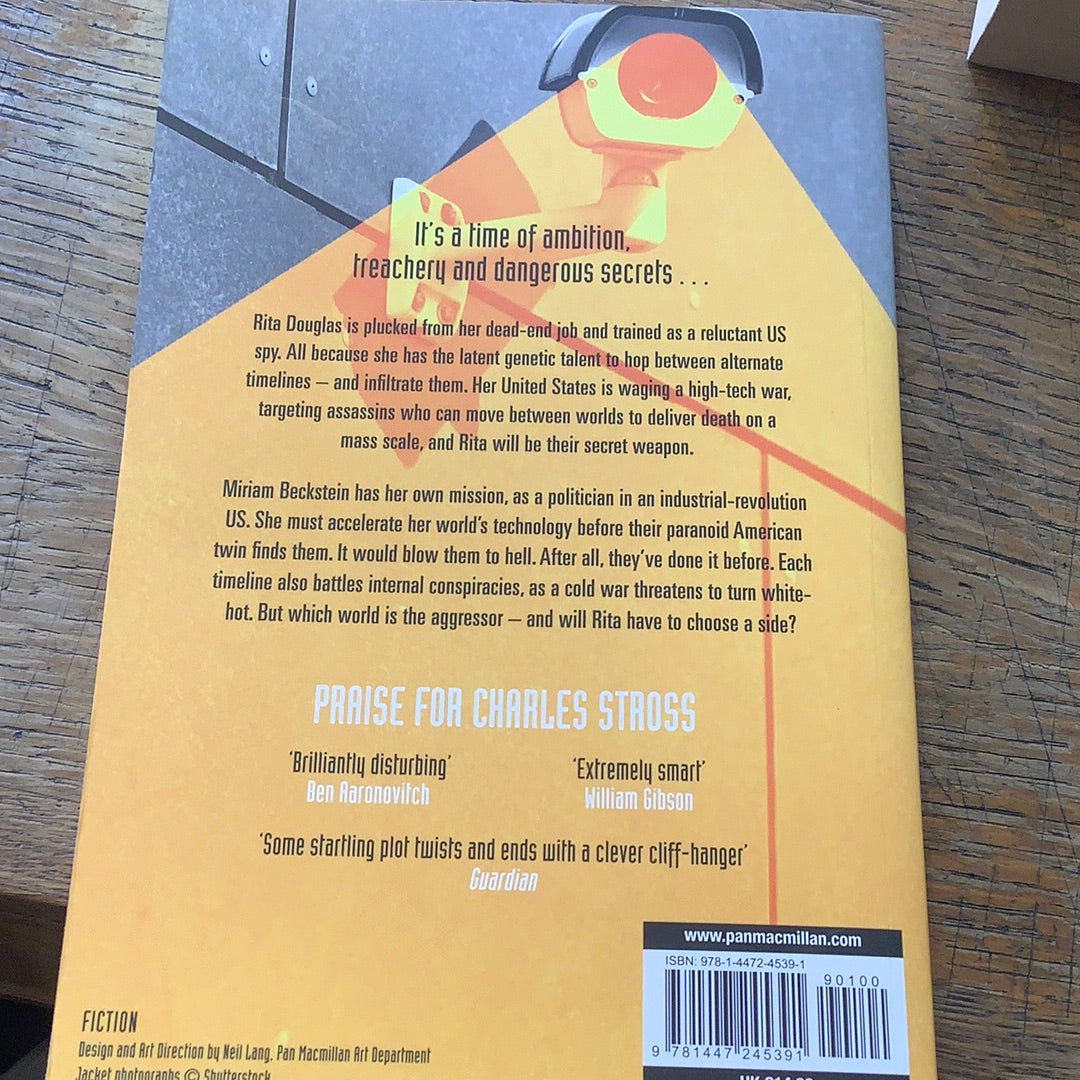 It's a time of ambition,
treachery and dangerous secrets . . .
Rita Douglas is plucked from her dead-end job and trained as a reluctant US
spy. All because she has the latent genetic talent to hop between alternate
timelines – and infiltrate them. Her United States is waging a high-tech war,
targeting assassins who can move between worlds to deliver death on a
mass scale, and Rita will be their secret weapon.
Miriam Beckstein has her own mission, as a politician in an industrial-revolution
US. She must accelerate her world's technology before their paranoid American
twin finds them. It would blow them to hell. After all, they've done it before. Each
timeline also battles internal conspiracies, as a cold war threatens to turn white-
hot. But which world is the aggressor – and will Rita have to choose a side?
PRAISE FOR CHARLES STROSS
'Brilliantly disturbing'
Ben Aaronovitch
'Extremely smart'
William Gibson
'Some startling plot twists and ends with a clever cliff-hanger'
Guardian
www.panmacmillan.com
ISBN: 978-1-4472-4539-1
90100
9 781447 245391
FICTION
Design and Art Direction by Neil Lang, Pan Macmillan Art Department
Jacket photographs © Shutterstock